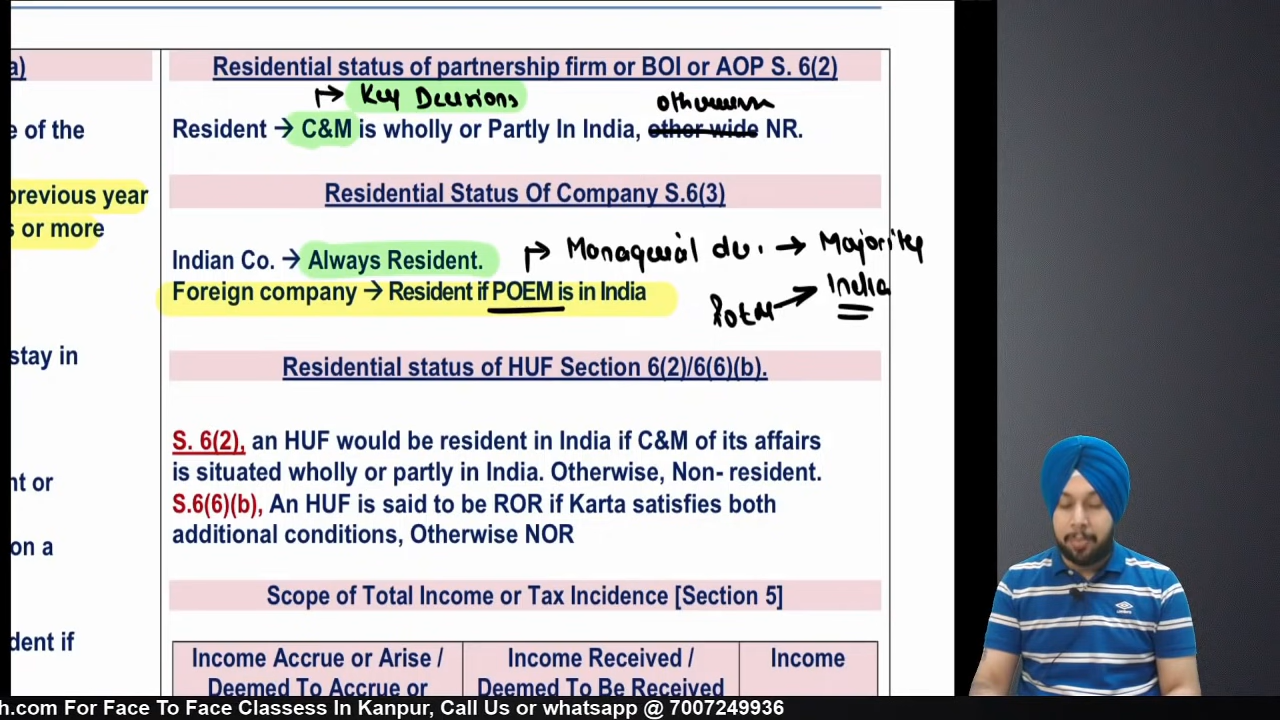 a)
e of the
previous year
s or more
stay in
nt or
on a
dent if
Residential status of partnership firm or BOI or AOP S. 6(2)
↦ Key Decisions
otherwise
Resident → C&M is wholly or Partly In India, other wide NR.
Residential Status Of Company S.6(3)
↦ Managerial dec. → Majority
Indian Co. → Always Resident.
India
Foreign company → Resident if POEM is in India
POEM →
Residential status of HUF Section 6(2)/6(6)(b).
S. 6(2), an HUF would be resident in India if C&M of its affairs
is situated wholly or partly in India. Otherwise, Non- resident.
S.6(6)(b), An HUF is said to be ROR if Karta satisfies both
additional conditions, Otherwise NOR
Scope of Total Income or Tax Incidence [Section 5]
Income Accrue or Arise /
Deemed To Accrue or
Income Received /
Deemed To Be Received
Income
h.com For Face To Face Classess In Kanpur, Call Us or whatsapp @ 7007249936